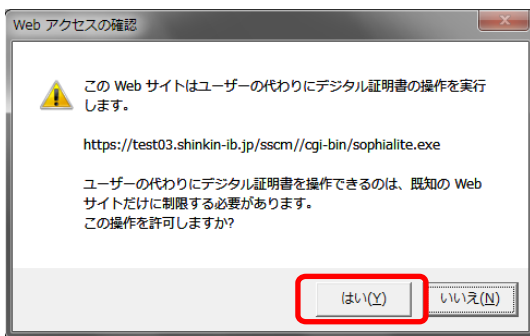 Web アクセスの確認
この Web サイトはユーザーの代わりにデジタル証明書の操作を実行
します。
https://test03.shinkin-ib.jp/sscm//cgi-bin/sophialite.exe
ユーザーの代わりにデジタル証明書を操作できるのは、既知の Web
サイトだけに制限する必要があります。
この操作を許可しますか?
はい(Y) いいえ(N)